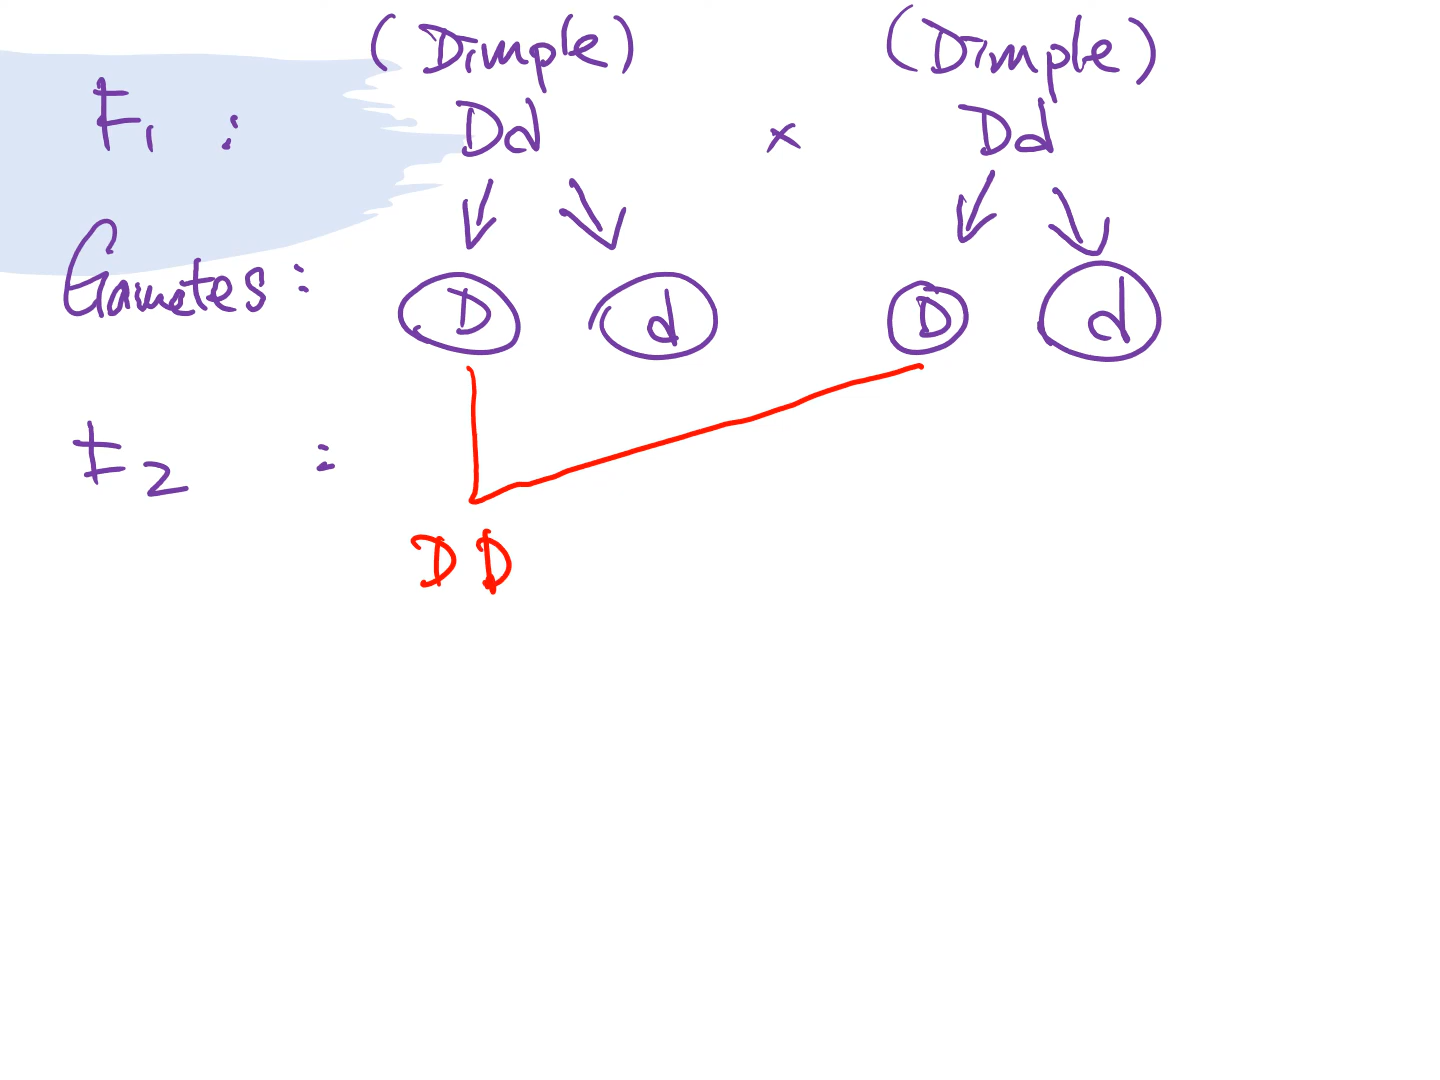 (Dimple) (Dimple)
F1 : Dd x Dd
Gametes : D d D d
F2 :
DD